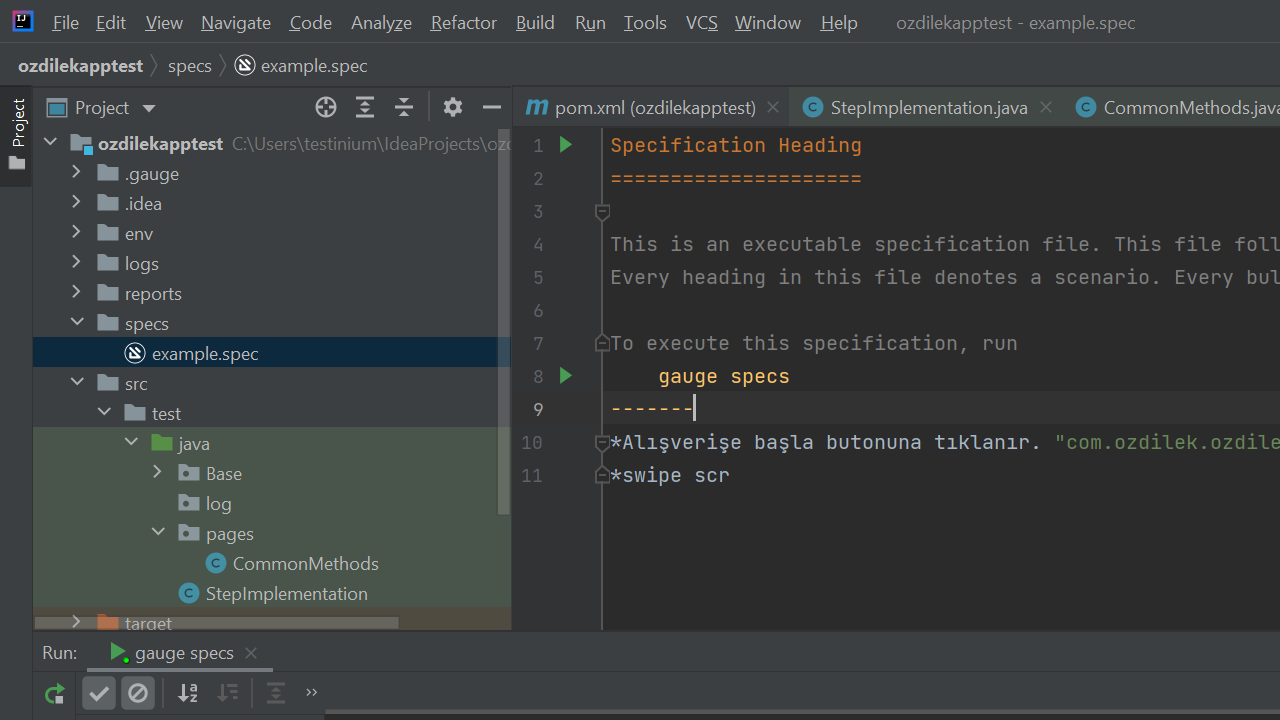 File Edit View Navigate Code Analyze Refactor Build Run Tools VCS Window Help ozdilekapptest - example.spec
ozdilekapptest specs example.spec
Project
Project
pom.xml (ozdilekapptest) StepImplementation.java CommonMethods.java
ozdilekapptest C:\Users\testinium\IdeaProjects\ozd
.gauge
.idea
env
logs
reports
specs
example.spec
src
test
java
Base
log
pages
CommonMethods
StepImplementation
target
1 Specification Heading
2 =====================
3
4 This is an executable specification file. This file foll
5 Every heading in this file denotes a scenario. Every bul
6
7 To execute this specification, run
8 gauge specs
9 -------
10 *Alışverişe başla butonuna tıklanır. "com.ozdilek.ozdile
11 *swipe scr
Run: gauge specs